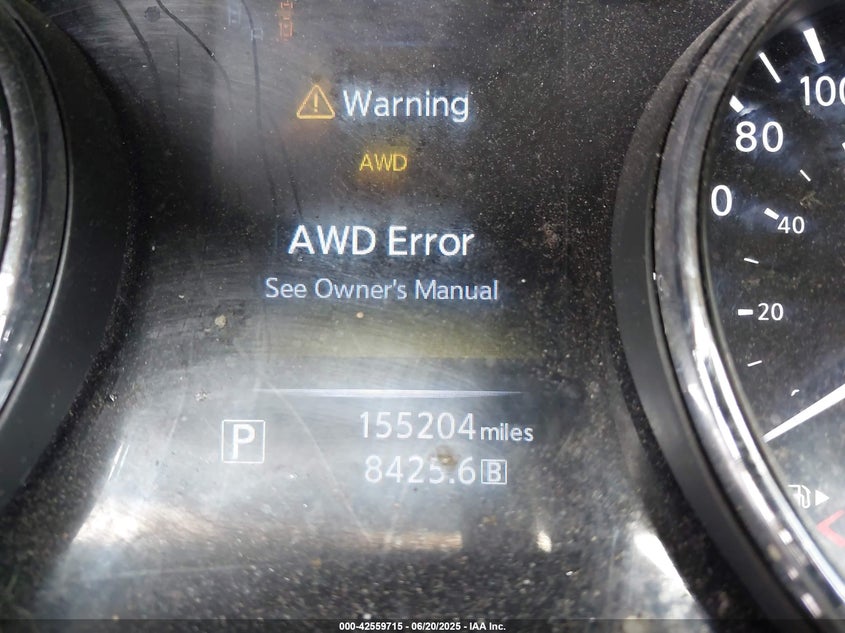 Warning
AWD
AWD Error
See Owner's Manual
P
155204 miles
8425.6 B
100
80
0
40
20
000-42559715 - 06/20/2025 - IAA Inc.